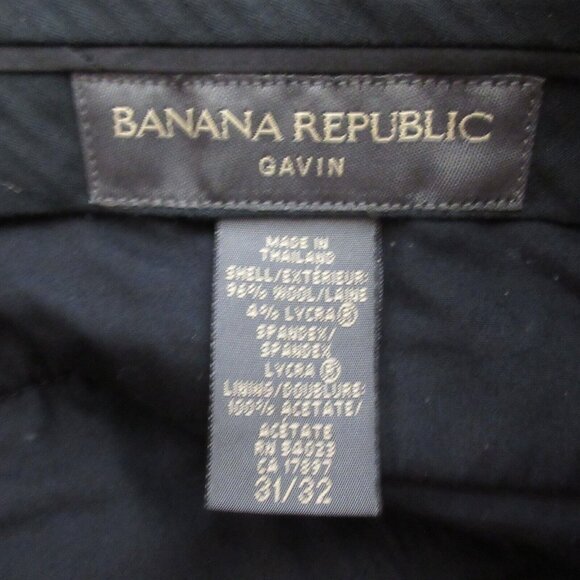 BANANA REPUBLIC
GAVIN
MADE IN
THAILAND
SHELL/EXTÉRIEUR:
96% WOOL/LAINE
4% LYCRA ®
SPANDEX/
SPANDEX
LYCRA ®
LINING/DOUBLURE:
100% ACETATE/
ACÉTATE
RN 54023
CA 17897
31/32